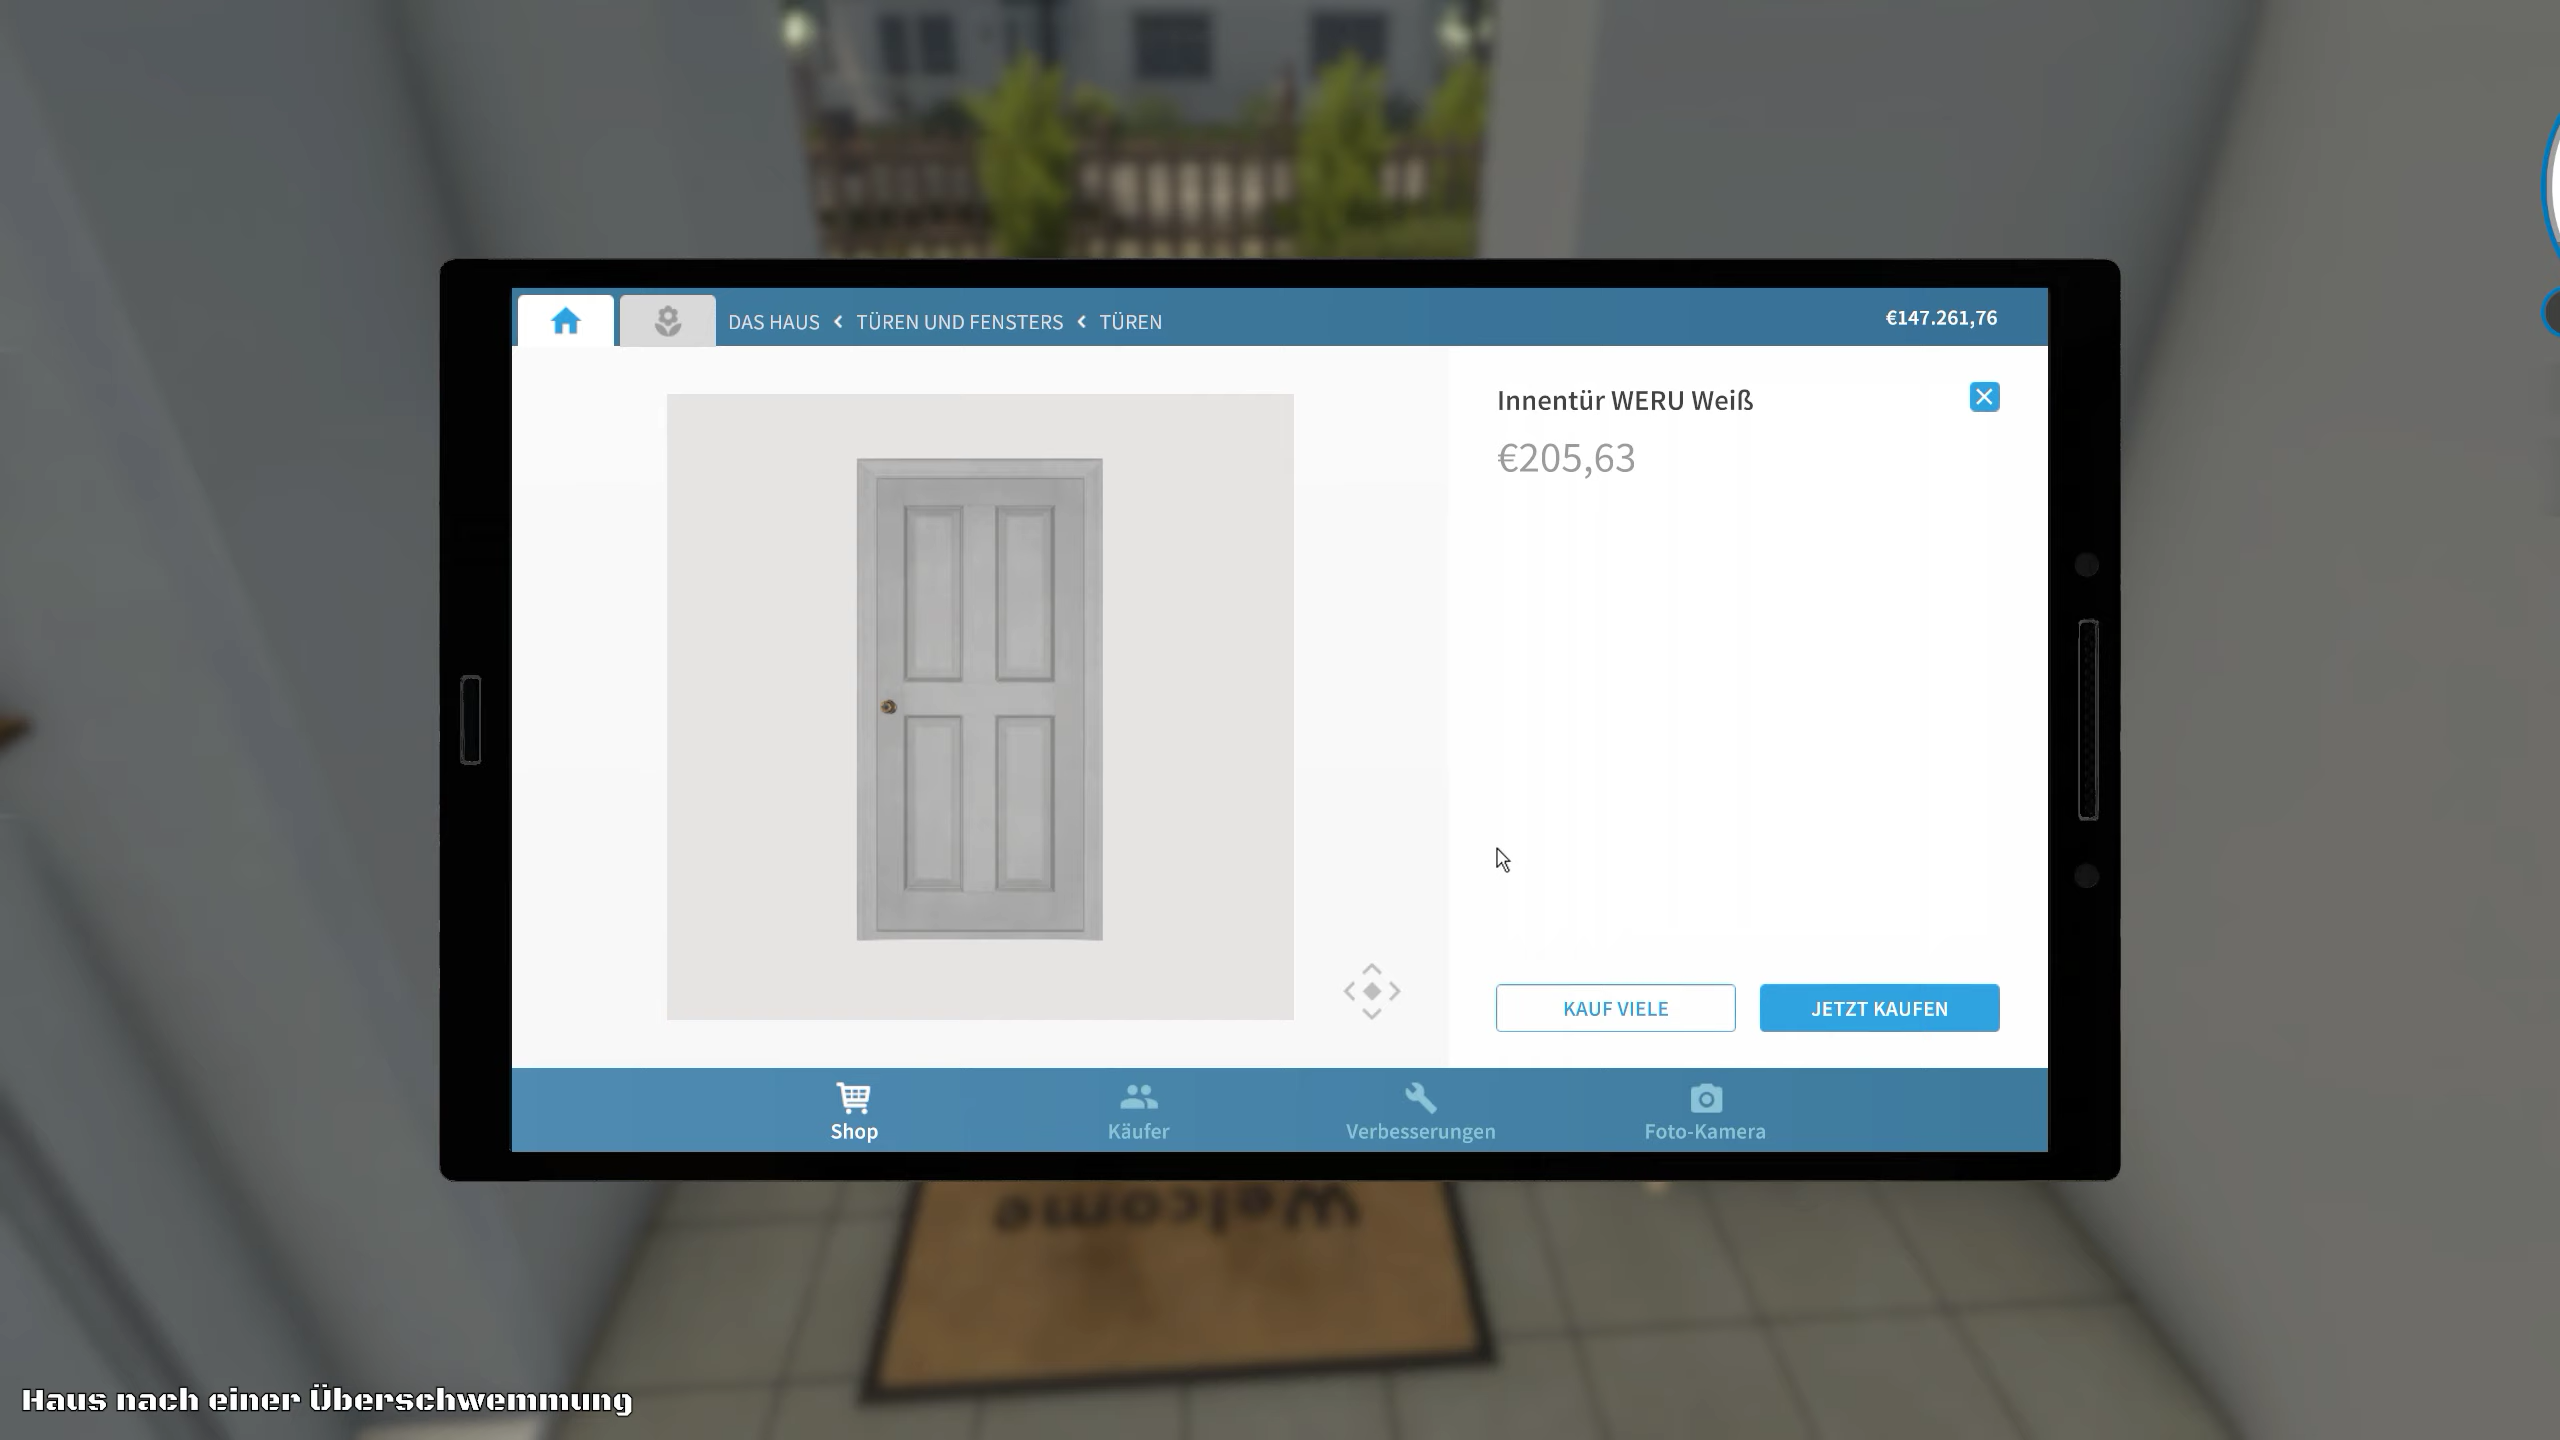 DAS HAUS < TÜREN UND FENSTERS < TÜREN
€147.261,76
Innentür WERU Weiß
€205,63
KAUF VIELE
JETZT KAUFEN
Shop
Käufer
Verbesserungen
Foto-Kamera
Welcome
Haus nach einer Überschwemmung